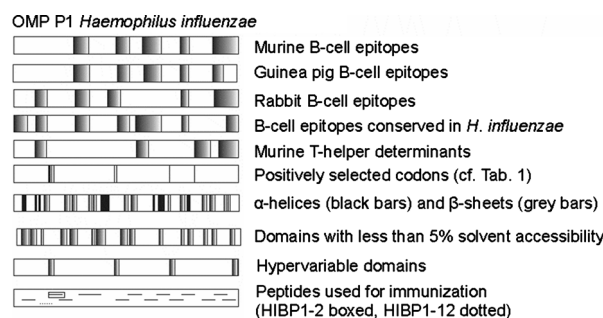 OMP P1 Haemophilus influenzae
Murine B-cell epitopes
Guinea pig B-cell epitopes
Rabbit B-cell epitopes
B-cell epitopes conserved in H. influenzae
Murine T-helper determinants
Positively selected codons (cf. Tab. 1)
α-helices (black bars) and β-sheets (grey bars)
Domains with less than 5% solvent accessibility
Hypervariable domains
Peptides used for immunization
(HIBP1-2 boxed, HIBP1-12 dotted)